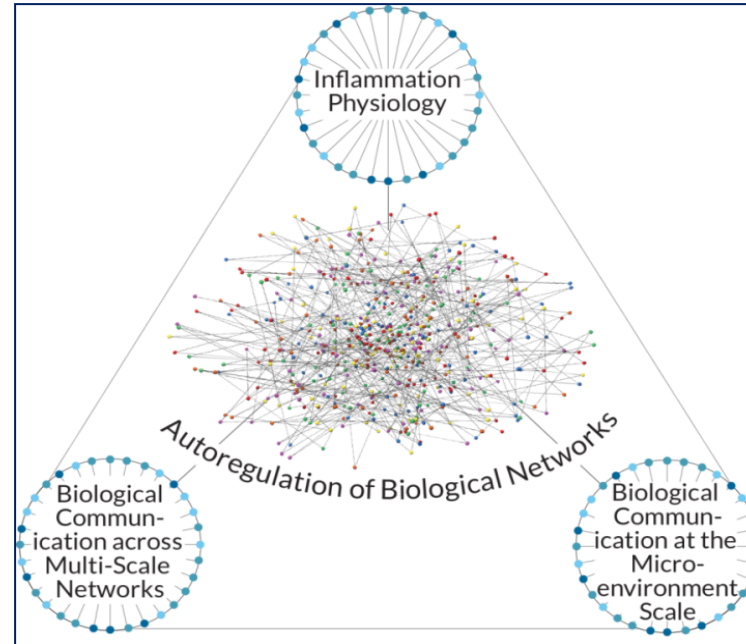 Inflammation
Physiology
Autoregulation of Biological Networks
Biological
Commun-
ication across
Multi-Scale
Networks
Biological
Commun-
ication at the
Micro-
environment
Scale